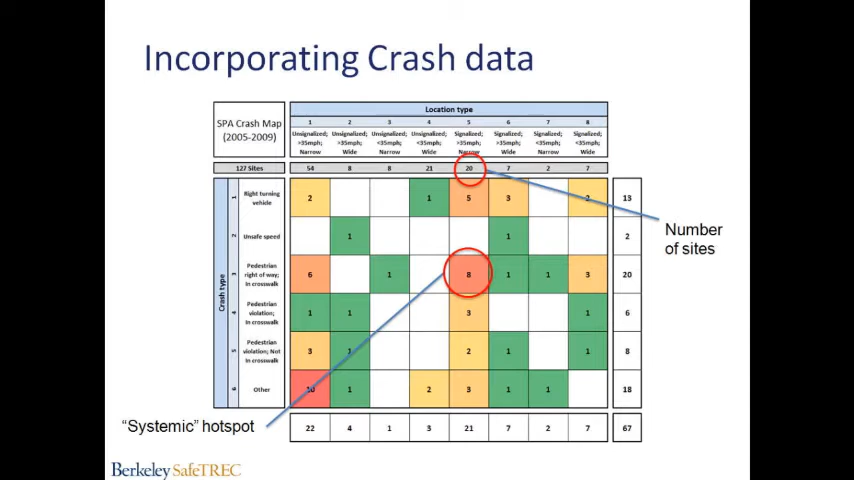 Incorporating Crash data
SPA Crash Map
(2005-2009)
Location type
1 2 3 4 5 6 7 8
Unsignalized; >35mph; Narrow
Unsignalized; >35mph; Wide
Unsignalized; <35mph; Narrow
Unsignalized; <35mph; Wide
Signalized; >35mph; Narrow
Signalized; >35mph; Wide
Signalized; <35mph; Narrow
Signalized; <35mph; Wide
127 Sites 54 8 8 21 20 7 2 7
Crash type
1 Right turning vehicle 2 1 5 3 2 13
2 Unsafe speed 1 1 2
3 Pedestrian right of way; In crosswalk 6 1 8 1 1 3 20
4 Pedestrian violation; In crosswalk 1 1 3 1 6
5 Pedestrian violation; Not In crosswalk 3 1 2 1 1 8
6 Other 10 1 2 3 1 1 18
22 4 1 3 21 7 2 7 67
Number
of sites
“Systemic” hotspot
Berkeley SafeTREC